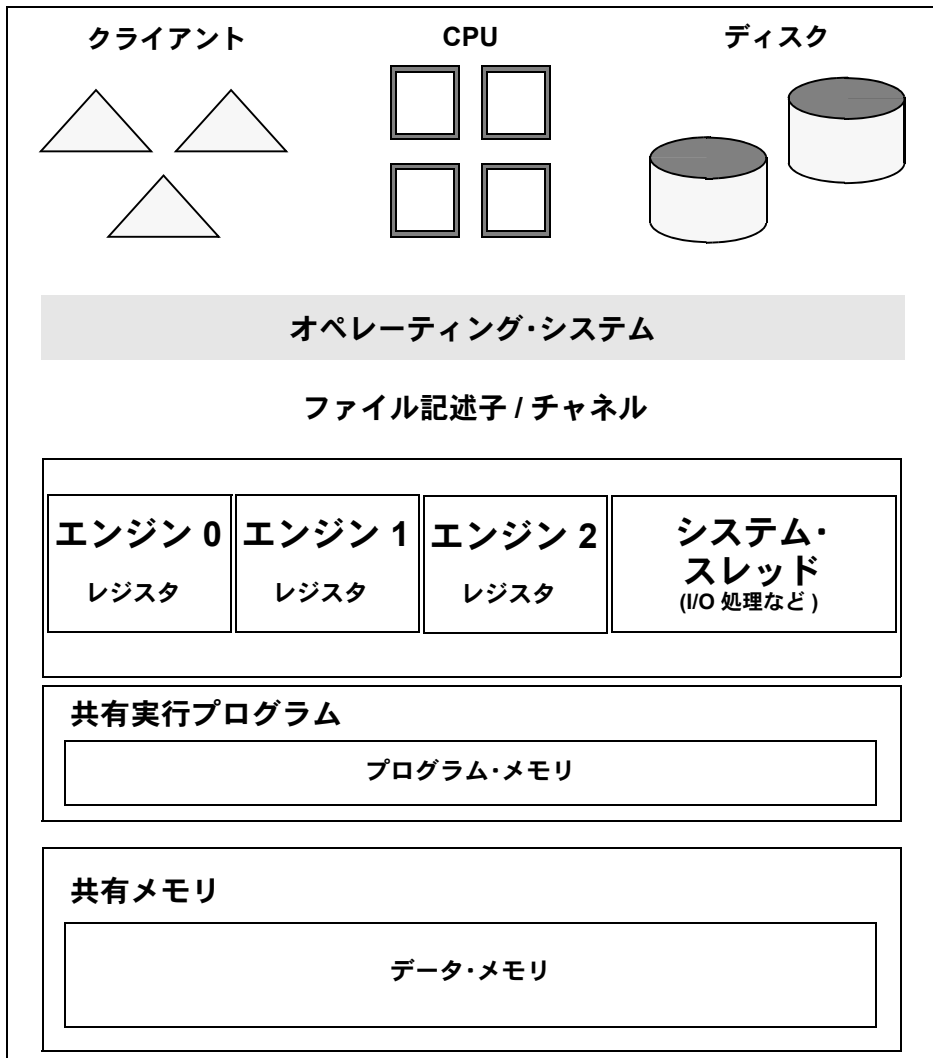 クライアント
CPU
ディスク
オペレーティング･システム
ファイル記述子 / チャネル
エンジン 0
レジスタ
エンジン 1
レジスタ
エンジン 2
レジスタ
システム･
スレッド
(I/O 処理など )
共有実行プログラム
プログラム･メモリ
共有メモリ
データ･メモリ